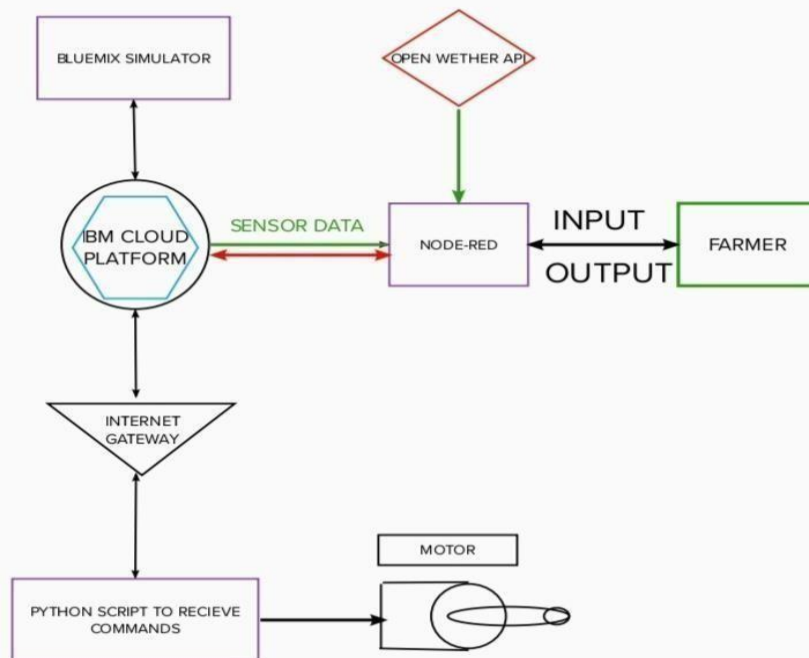 BLUEMIX SIMULATOR
OPEN WETHER API
IBM CLOUD
PLATFORM
SENSOR DATA
NODE-RED
INPUT
OUTPUT
FARMER
INTERNET
GATEWAY
MOTOR
PYTHON SCRIPT TO RECIEVE
COMMANDS